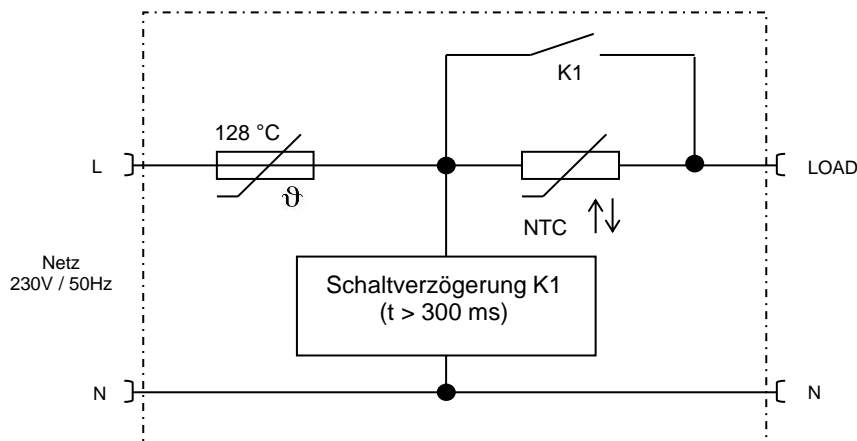 K1
128 °C
L
LOAD
ϑ
NTC
Netz
230V / 50Hz
Schaltverzögerung K1
(t > 300 ms)
N
N